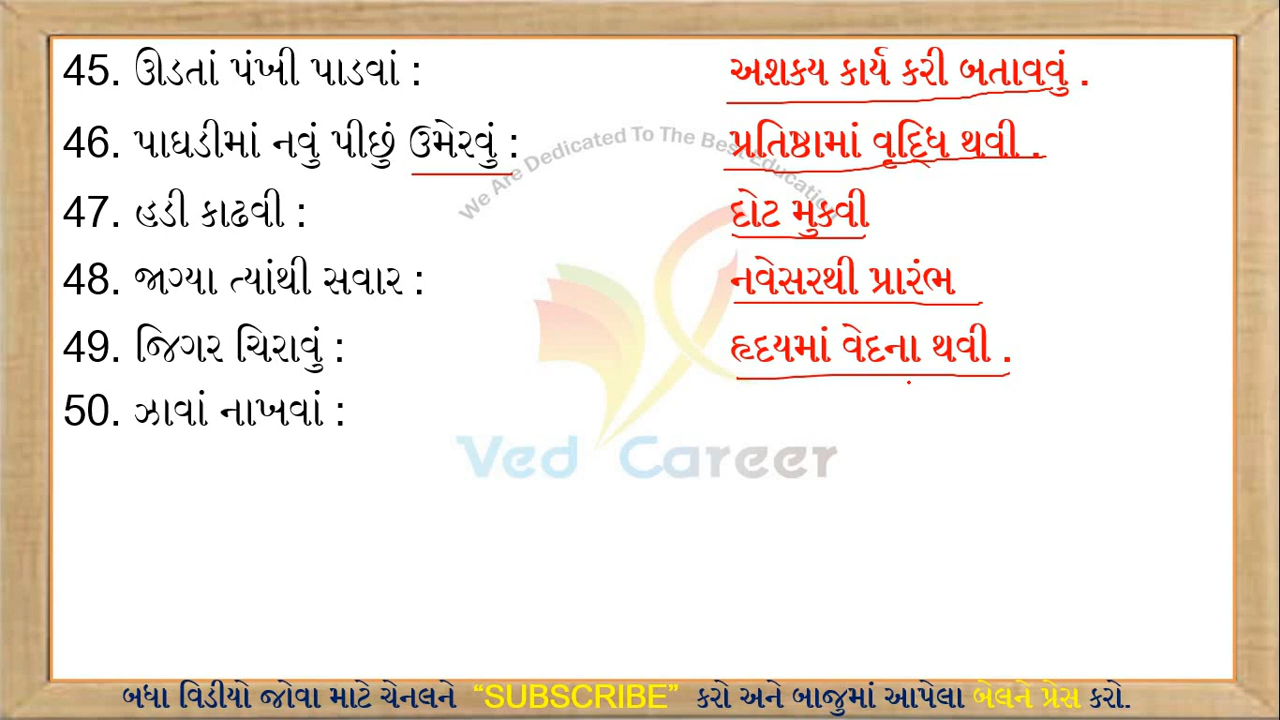 45. ઊડતાં પંખી પાડવાં : અશકય કાર્ય કરી બતાવવું .
46. પાઘડીમાં નવું પીછું ઉમેરવું : પ્રતિષ્ઠામાં વૃદ્ધિ થવી .
We Are Dedicated To The Best Education
47. હડી કાઢવી : દોટ મુકવી
48. જાગ્યા ત્યાંથી સવાર : નવેસરથી પ્રારંભ
49. જિગર ચિરાવું : હૃદયમાં વેદના થવી .
50. ઝાવાં નાખવાં :
Ved Career
બધા વિડીયો જોવા માટે ચેનલને “SUBSCRIBE” કરો અને બાજુમાં આપેલા બેલને પ્રેસ કરો.